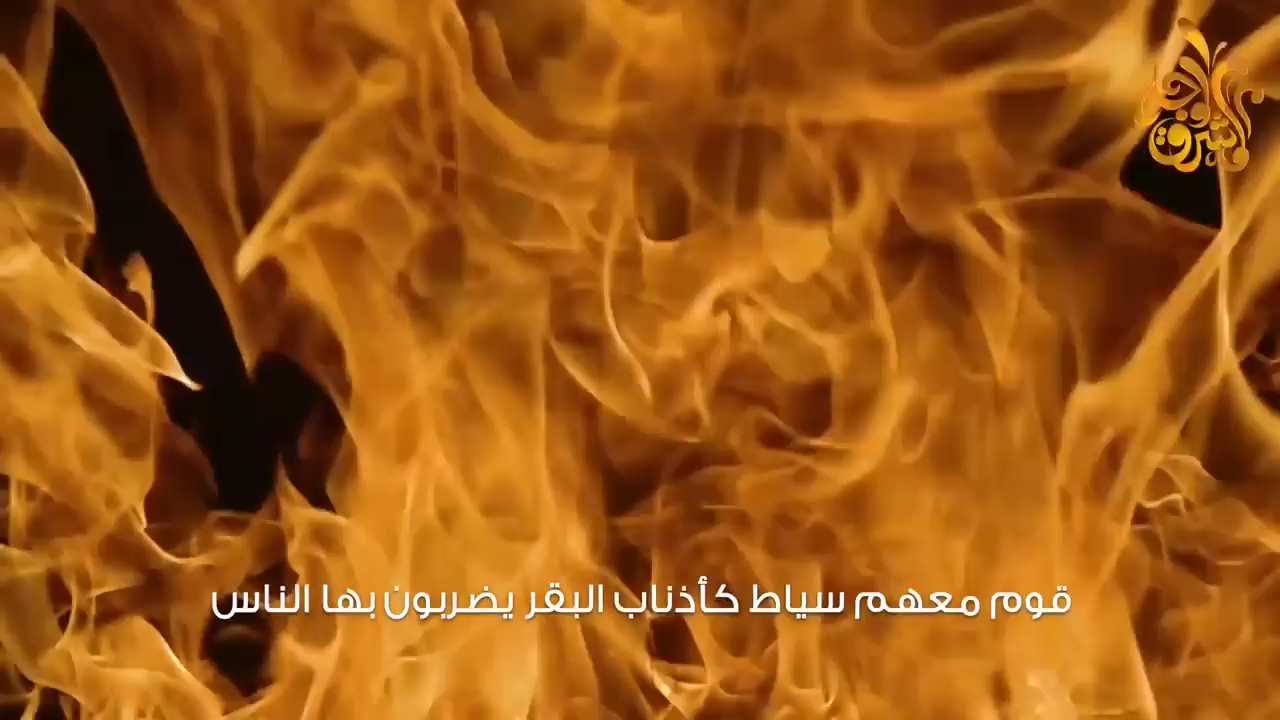 قوم معهم سياط كأذناب البقر يضربون بها الناس